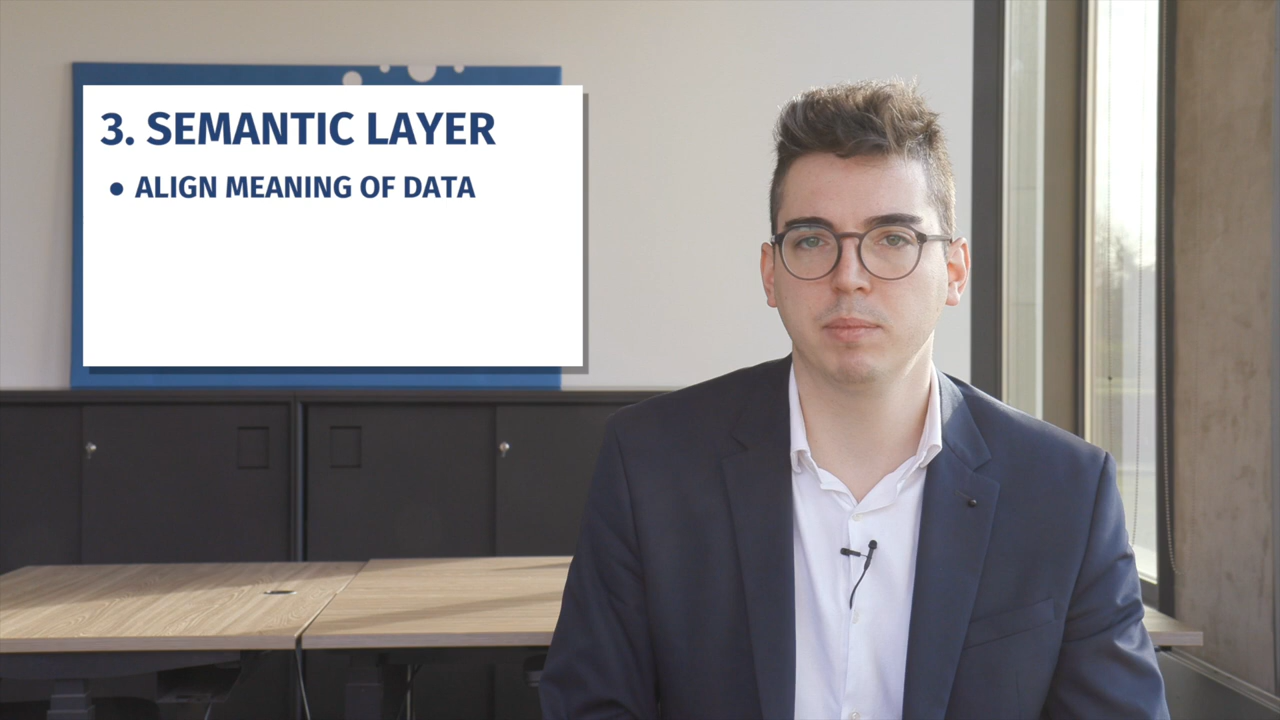 3. SEMANTIC LAYER
• ALIGN MEANING OF DATA